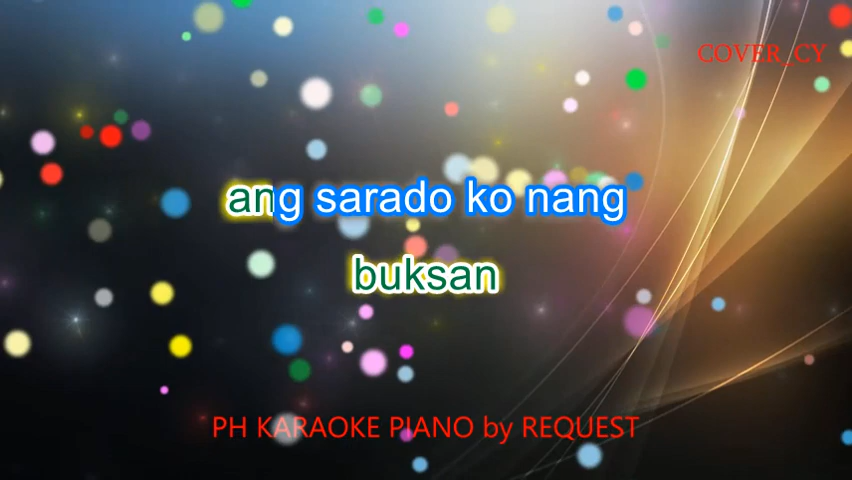 COVER_CY
ang sarado ko nang
buksan
PH KARAOKE PIANO by REQUEST